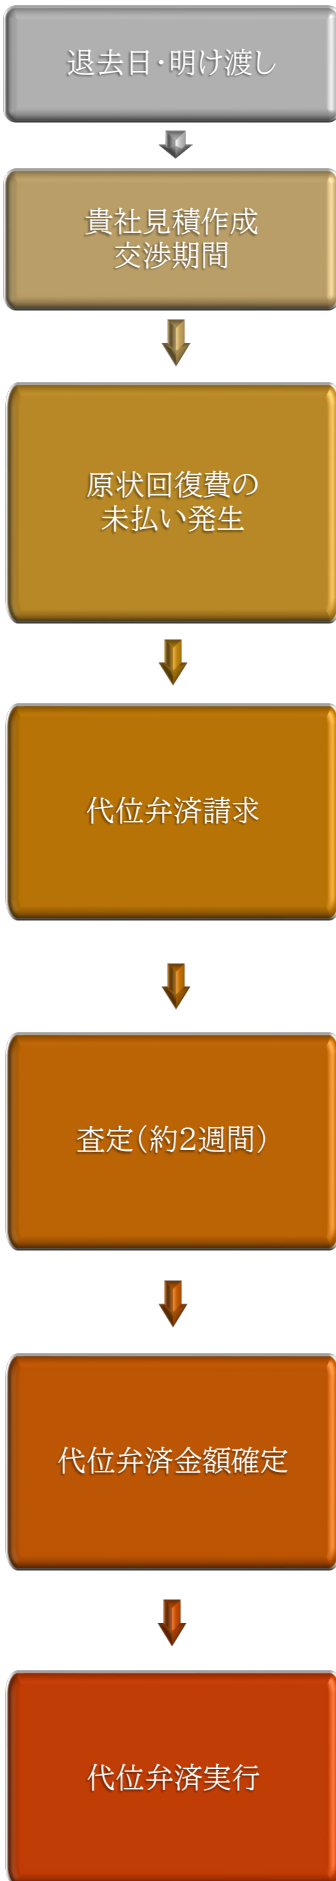 退去日・明け渡し
貴社見積作成
交渉期間
原状回復費の
未払い発生
代位弁済請求
査定（約2週間）
代位弁済金額確定
代位弁済実行